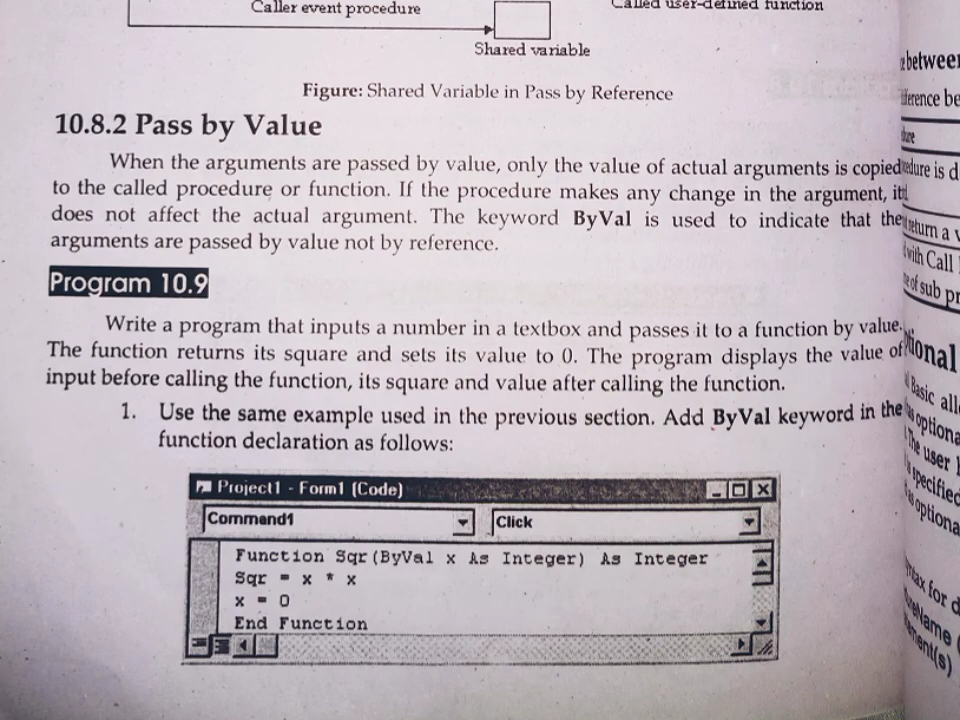 Caller event procedure
Called user-defined function
Shared variable
Figure: Shared Variable in Pass by Reference
10.8.2 Pass by Value
When the arguments are passed by value, only the value of actual arguments is copied
to the called procedure or function. If the procedure makes any change in the argument, it
does not affect the actual argument. The keyword ByVal is used to indicate that the
arguments are passed by value not by reference.
Program 10.9
Write a program that inputs a number in a textbox and passes it to a function by value.
The function returns its square and sets its value to 0. The program displays the value of
input before calling the function, its square and value after calling the function.
1. Use the same example used in the previous section. Add ByVal keyword in the
function declaration as follows:
Project1 - Form1 (Code)
Command1
Click
Function Sqr(ByVal x As Integer) As Integer
Sqr = x * x
x = 0
End Function
between
is d
return a
with Call
of sub
Basic
The user
for